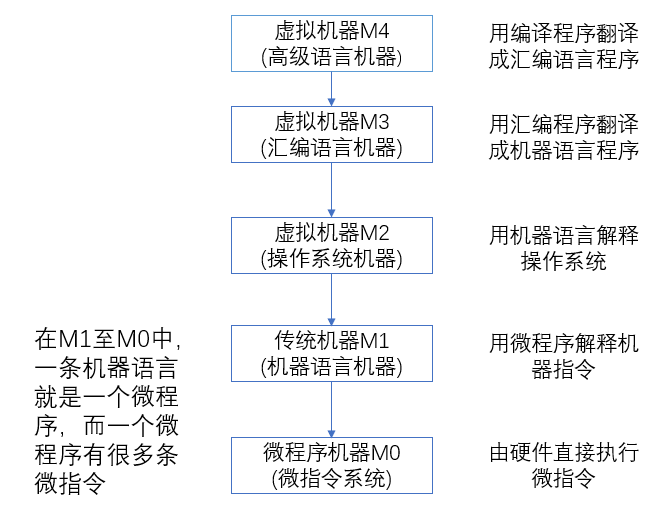 虚拟机器M4
(高级语言机器)
用编译程序翻译
成汇编语言程序
虚拟机器M3
(汇编语言机器)
用汇编程序翻译
成机器语言程序
虚拟机器M2
(操作系统机器)
用机器语言解释
操作系统
在M1至M0中,
一条机器语言
就是一个微程
序，而一个微
程序有很多条
微指令
传统机器M1
(机器语言机器)
用微程序解释机
器指令
微程序机器M0
(微指令系统)
由硬件直接执行
微指令